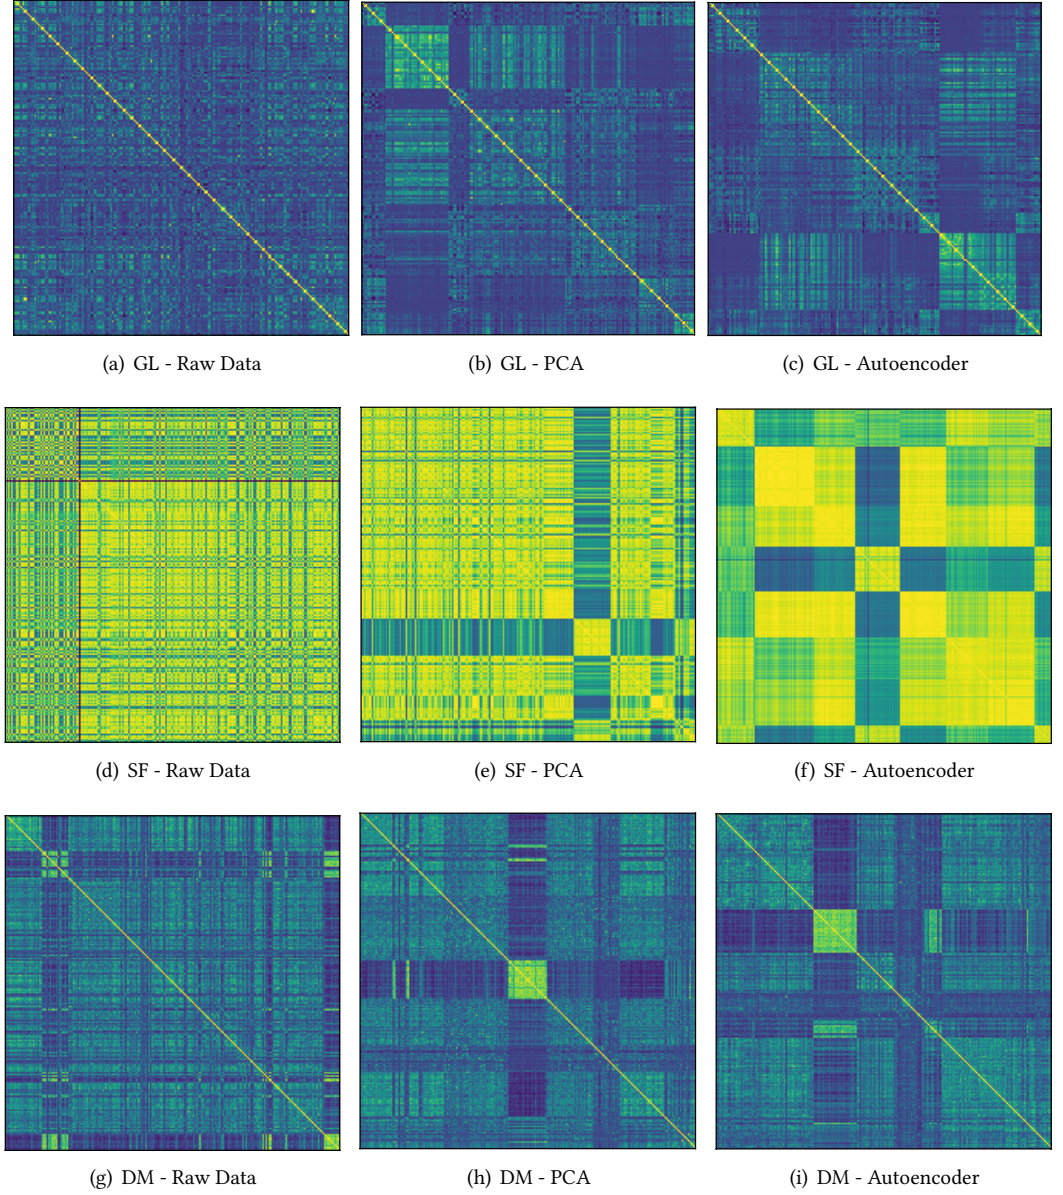 (a) GL - Raw Data
(b) GL - PCA
(c) GL - Autoencoder
(d) SF - Raw Data
(e) SF - PCA
(f) SF - Autoencoder
(g) DM - Raw Data
(h) DM - PCA
(i) DM - Autoencoder